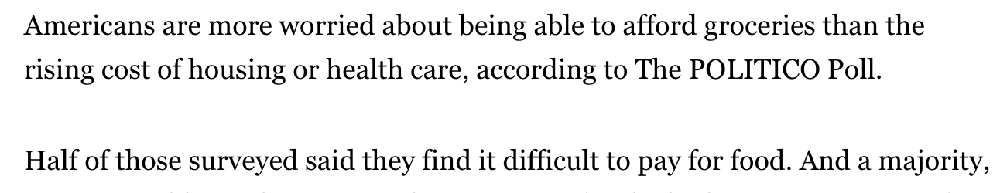 Americans are more worried about being able to afford groceries than the
rising cost of housing or health care, according to The POLITICO Poll.
Half of those surveyed said they find it difficult to pay for food. And a majority,